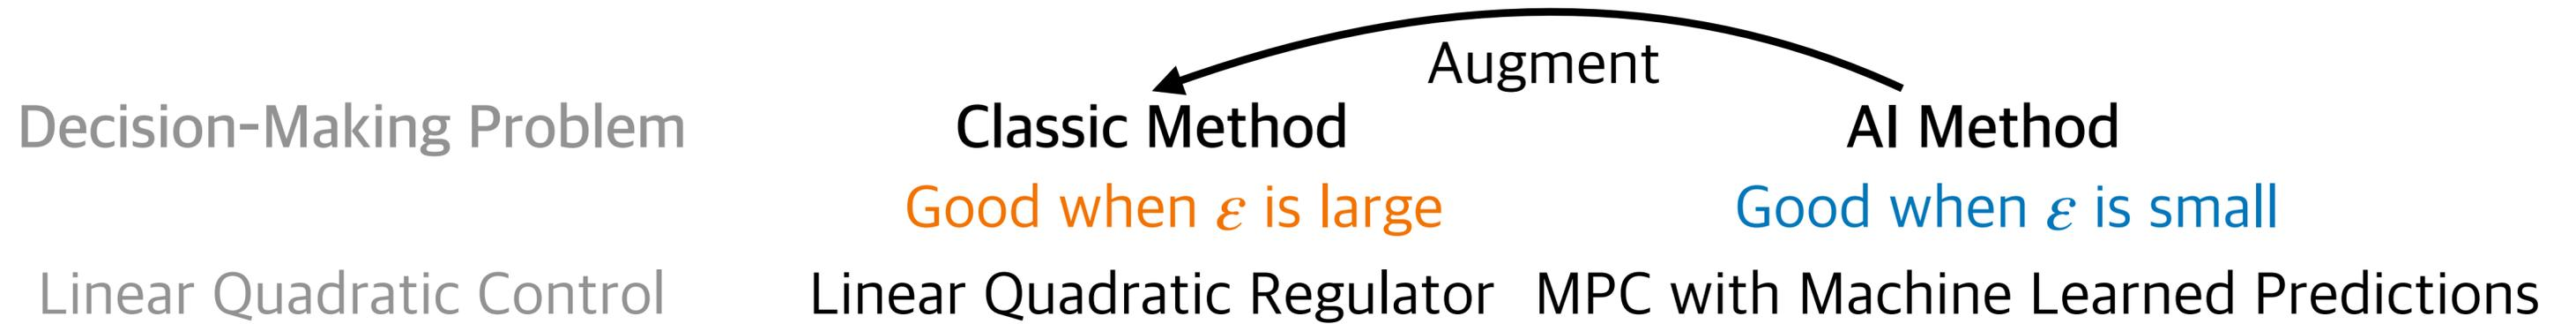 Augment
Decision-Making Problem Classic Method AI Method
Good when ε is large Good when ε is small
Linear Quadratic Control Linear Quadratic Regulator MPC with Machine Learned Predictions